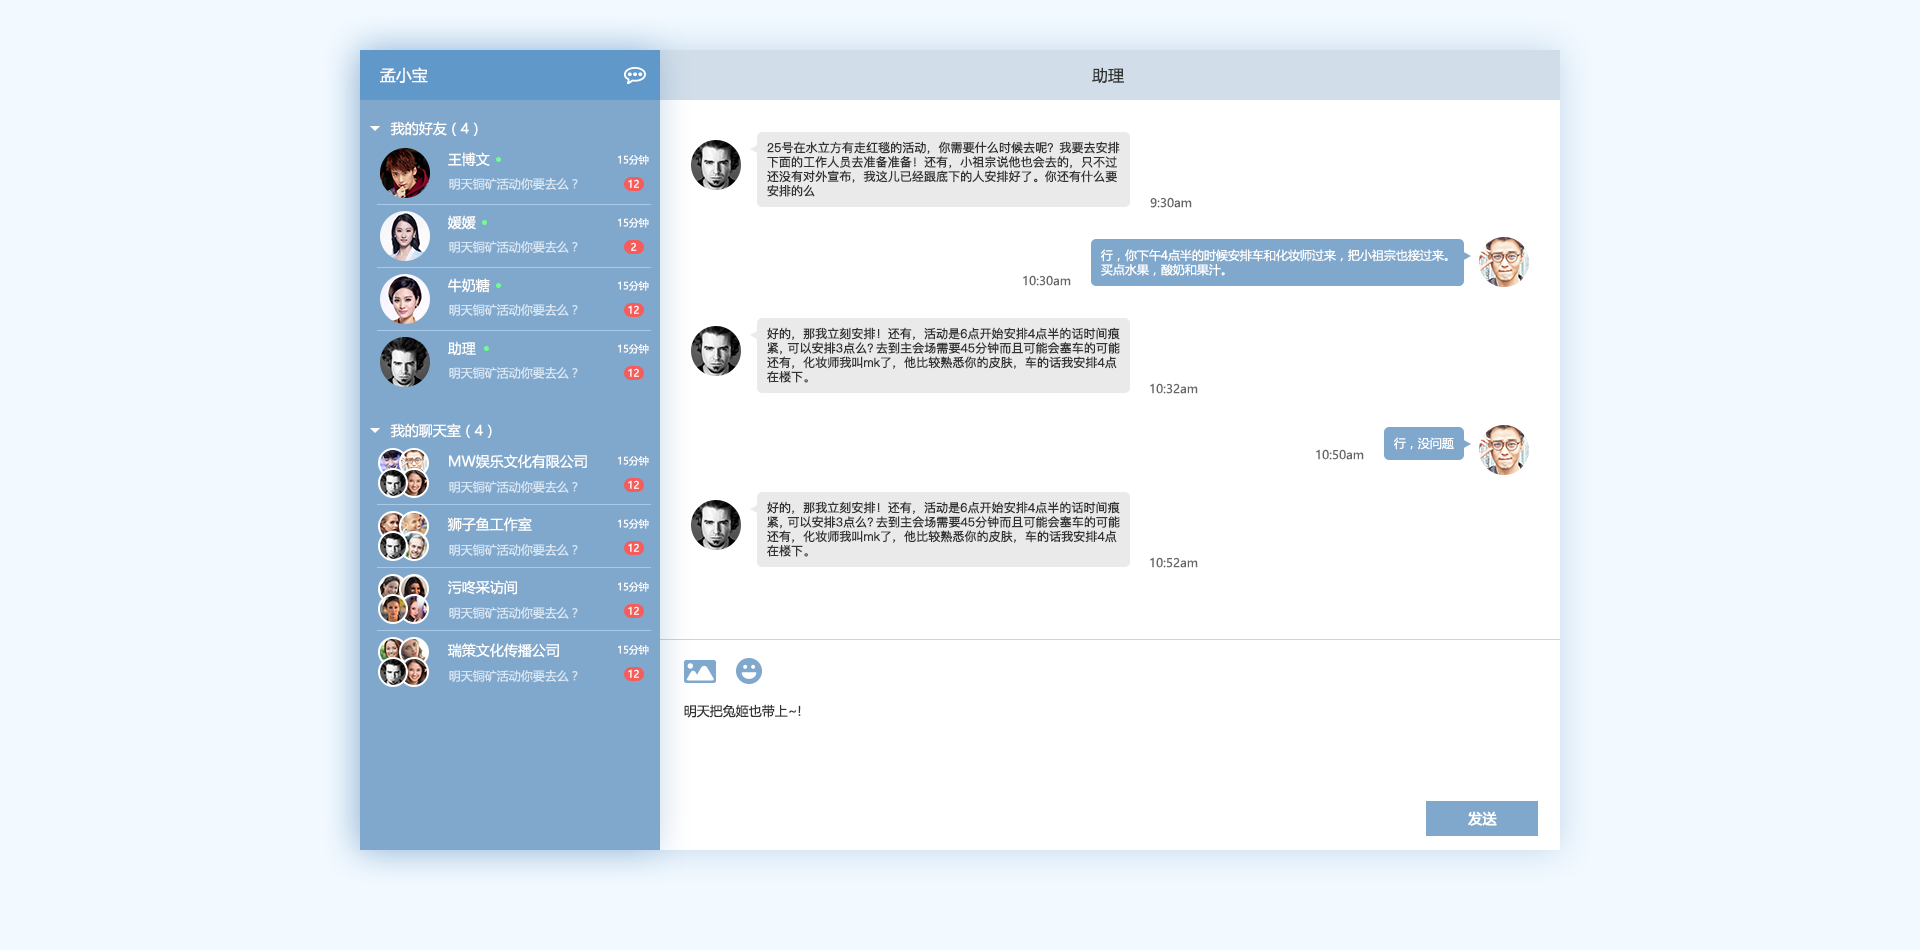 孟小宝
我的好友（4）
王博文
15分钟
明天铜矿活动你要去么？
12
媛媛
15分钟
明天铜矿活动你要去么？
2
牛奶糖
15分钟
明天铜矿活动你要去么？
12
助理
15分钟
明天铜矿活动你要去么？
12
我的聊天室（4）
MW娱乐文化有限公司
15分钟
明天铜矿活动你要去么？
12
狮子鱼工作室
15分钟
明天铜矿活动你要去么？
12
污咚采访间
15分钟
明天铜矿活动你要去么？
12
瑞策文化传播公司
15分钟
明天铜矿活动你要去么？
12
助理
25号在水立方有走红毯的活动，你需要什么时候去呢？我要去安排
下面的工作人员去准备准备！还有，小祖宗说他也会去的，只不过
还没有对外宣布，我这儿已经跟底下的人安排好了。你还有什么要
安排的么
9:30am
行，你下午4点半的时候安排车和化妆师过来，把小祖宗也接过来。
买点水果，酸奶和果汁。
10:30am
好的，那我立刻安排！还有，活动是6点开始安排4点半的话时间痕
紧，可以安排3点么？去到主会场需要45分钟而且可能会塞车的可能
还有，化妆师我叫mk了，他比较熟悉你的皮肤，车的话我安排4点
在楼下。
10:32am
行，没问题
10:50am
好的，那我立刻安排！还有，活动是6点开始安排4点半的话时间痕
紧，可以安排3点么？去到主会场需要45分钟而且可能会塞车的可能
还有，化妆师我叫mk了，他比较熟悉你的皮肤，车的话我安排4点
在楼下。
10:52am
明天把兔姬也带上~!
发送